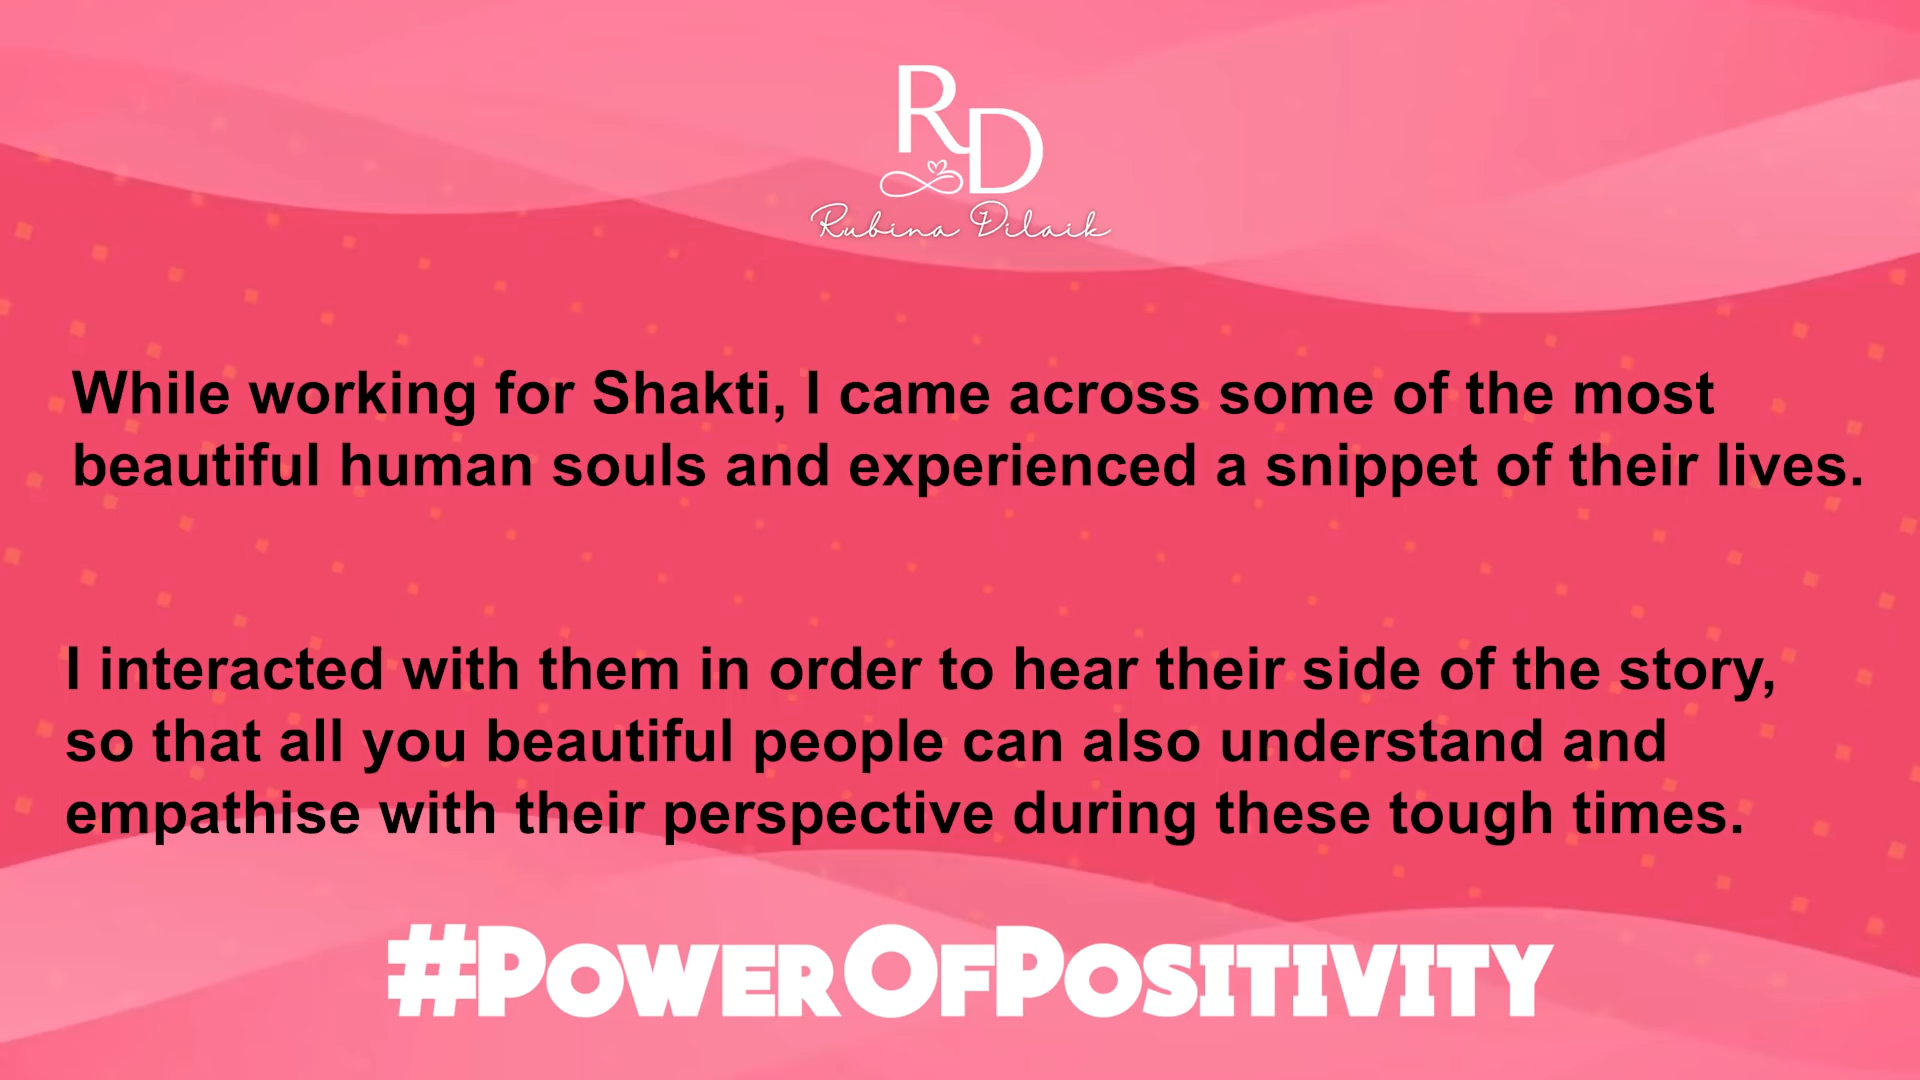 RD
Rubina Dilaik
While working for Shakti, I came across some of the most
beautiful human souls and experienced a snippet of their lives.
I interacted with them in order to hear their side of the story,
so that all you beautiful people can also understand and
empathise with their perspective during these tough times.
#PowerOfPositivity